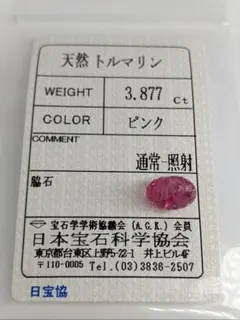 天然 トルマリン
WEIGHT 3.877 Ct
COLOR ピンク
COMMENT
通常-照射
脇石
宝石学学術協議会 (A.G.K.) 会員
日本宝石科学協会
東京都台東区上野5-22-1 井上ビル4F
〒110-0005 Tel.(03)3836-2507
日宝協